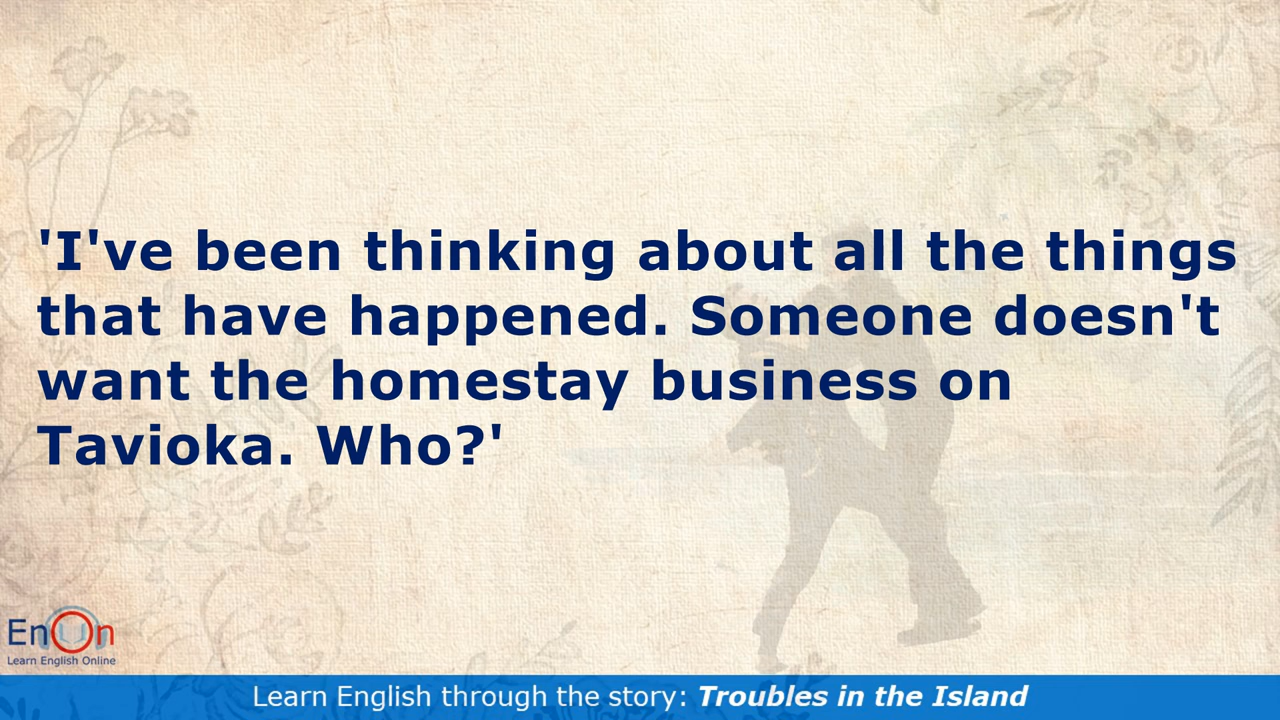 'I've been thinking about all the things
that have happened. Someone doesn't
want the homestay business on
Tavioka. Who?'
EnOn
Learn English Online
Learn English through the story: Troubles in the Island